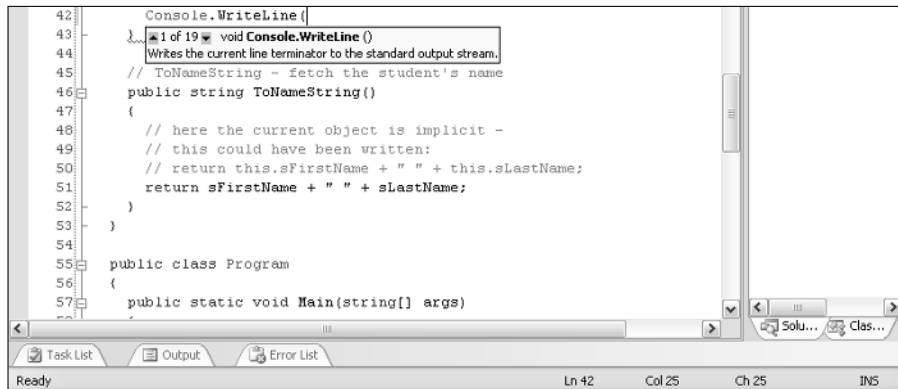 42 Console.WriteLine(
43 }
1 of 19 void Console.WriteLine ()
44
Writes the current line terminator to the standard output stream.
45 // ToNameString - fetch the student's name
46 public string ToNameString()
47 {
48 // here the current object is implicit -
49 // this could have been written:
50 // return this.sFirstName + " " + this.sLastName;
51 return sFirstName + " " + sLastName;
52 }
53 }
54
55 public class Program
56 {
57 public static void Main(string[] args)
Solu... Clas...
Task List Output Error List
Ready Ln 42 Col 25 Ch 25 INS